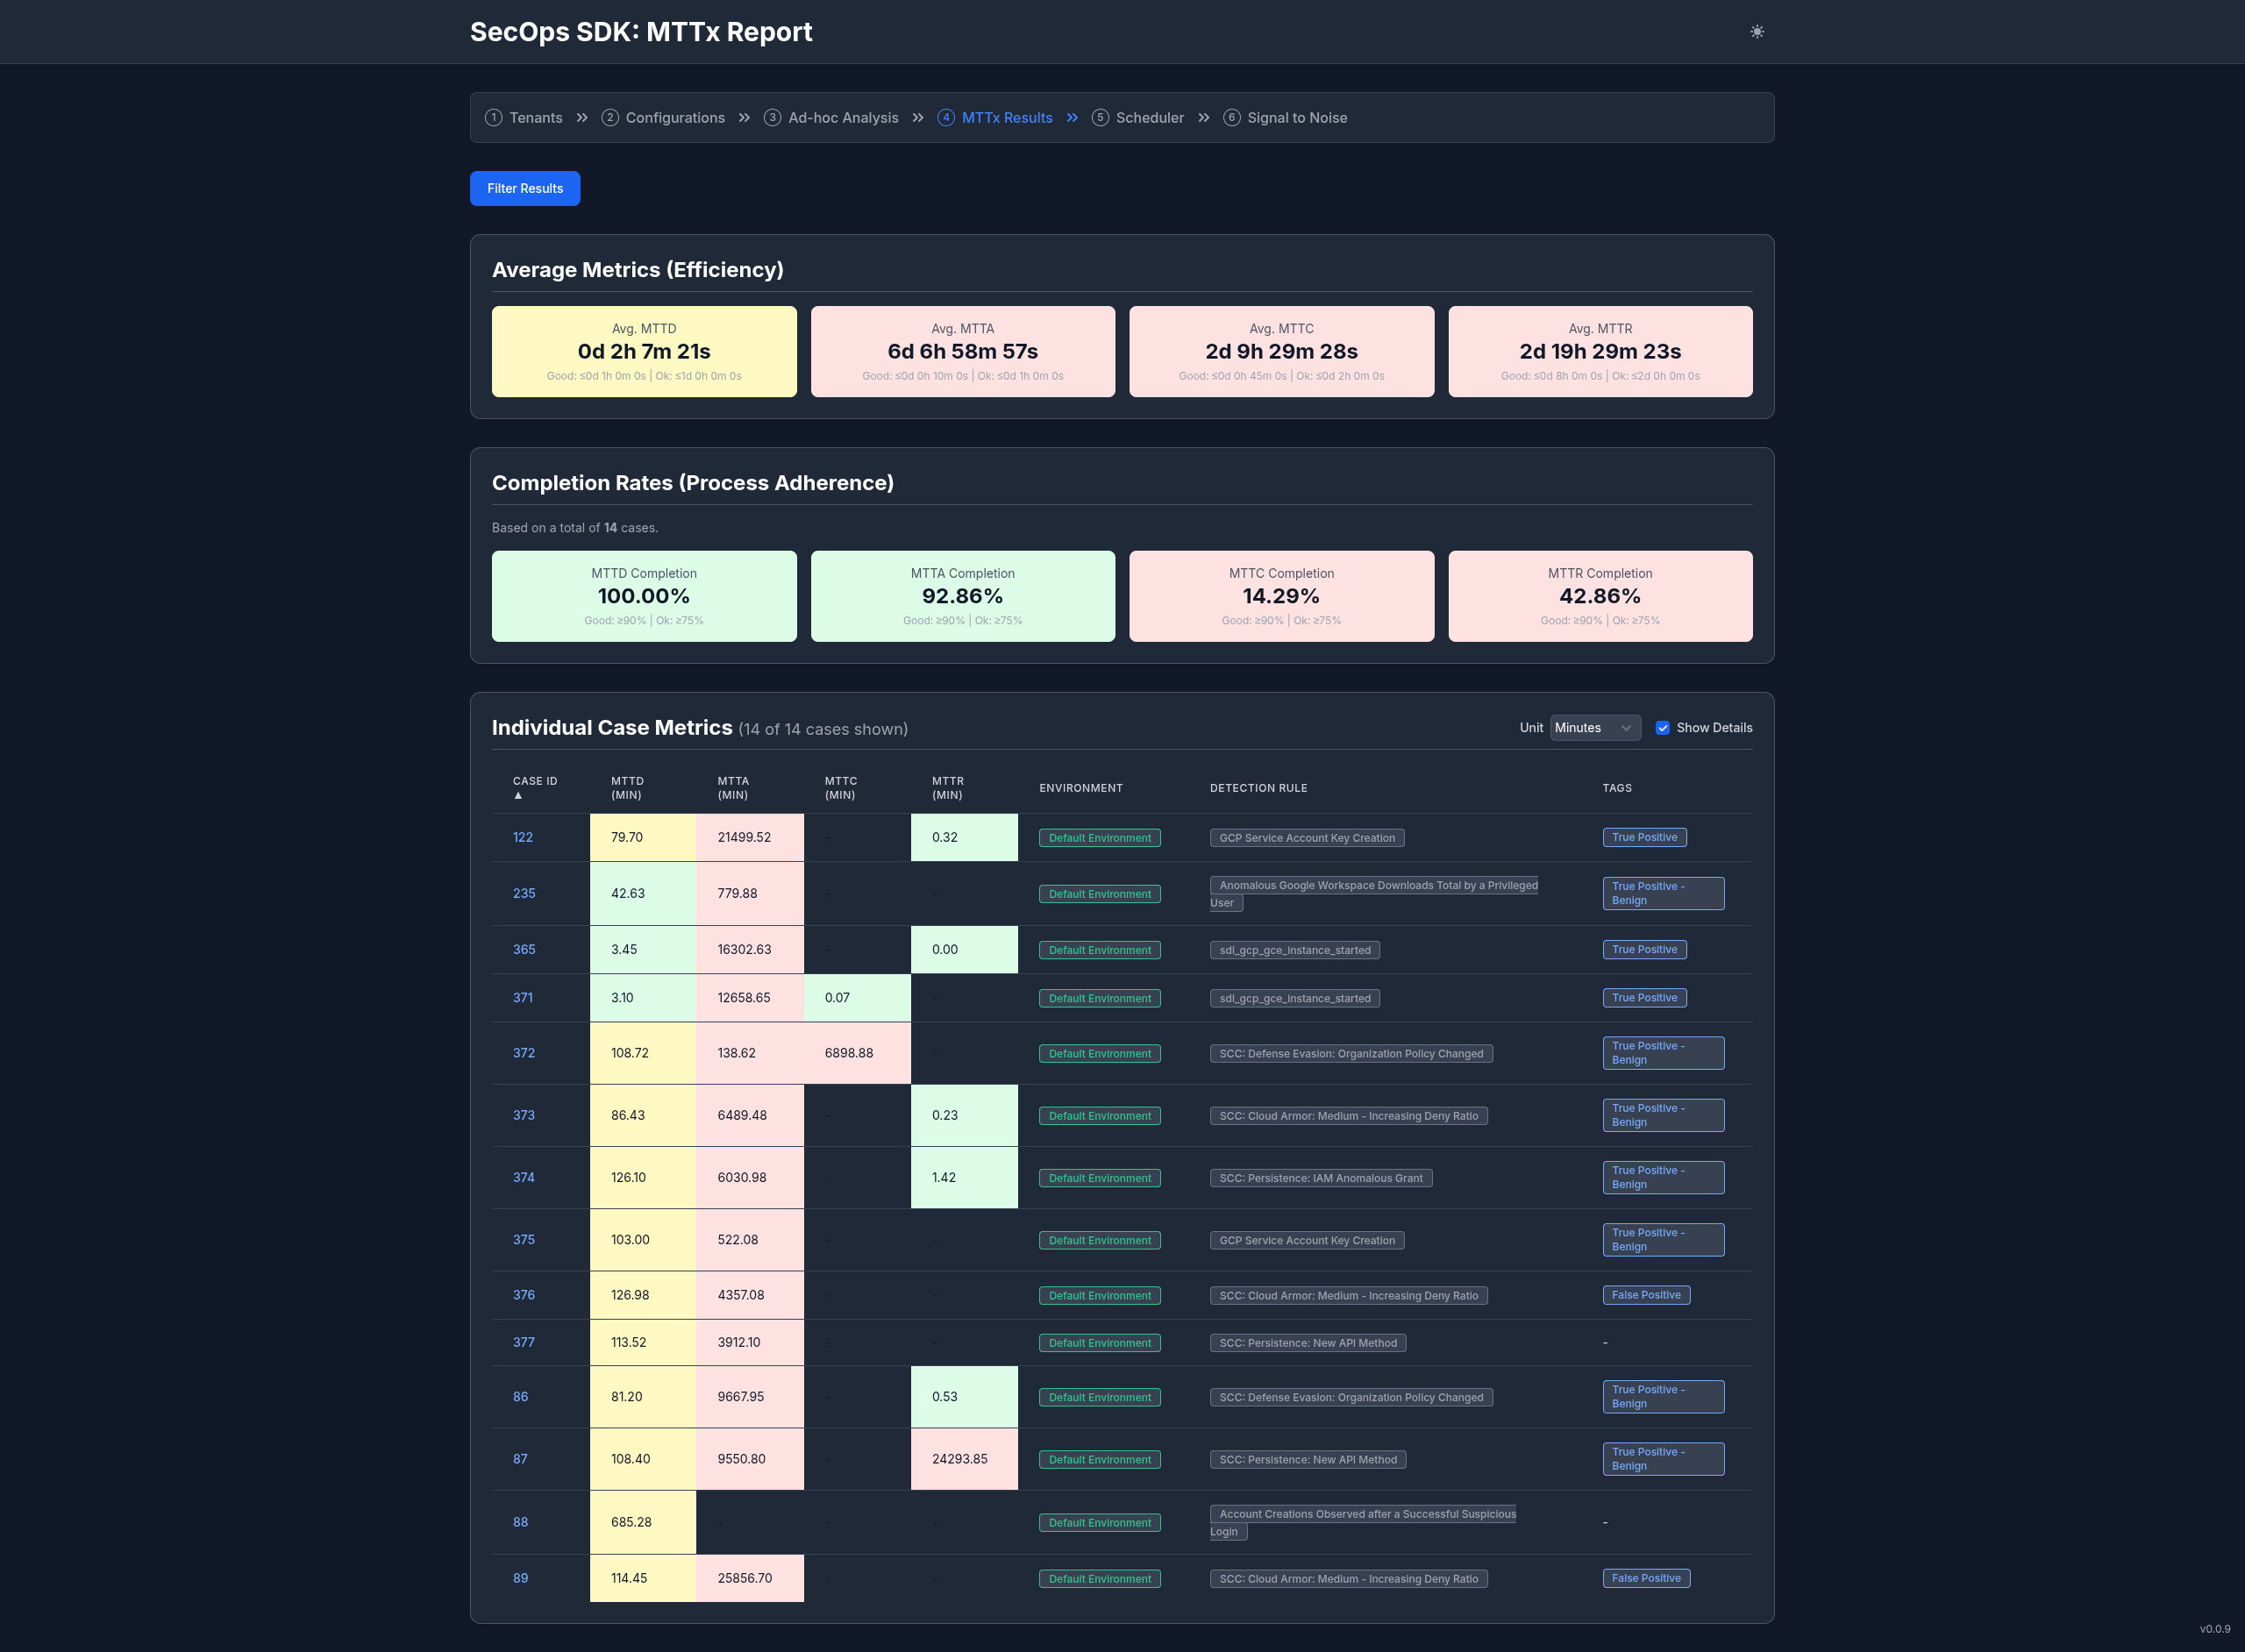 SecOps SDK: MTTx Report
1 Tenants » 2 Configurations » 3 Ad-hoc Analysis » 4 MTTx Results » 5 Scheduler » 6 Signal to Noise
Filter Results
Average Metrics (Efficiency)
Avg. MTTD
0d 2h 7m 21s
Good: ≤0d 1h 0m 0s | Ok: ≤1d 0h 0m 0s
Avg. MTTA
6d 6h 58m 57s
Good: ≤0d 0h 10m 0s | Ok: ≤0d 1h 0m 0s
Avg. MTTC
2d 9h 29m 28s
Good: ≤0d 0h 45m 0s | Ok: ≤0d 2h 0m 0s
Avg. MTTR
2d 19h 29m 23s
Good: ≤0d 8h 0m 0s | Ok: ≤2d 0h 0m 0s
Completion Rates (Process Adherence)
Based on a total of 14 cases.
MTTD Completion
100.00%
Good: ≥90% | Ok: ≥75%
MTTA Completion
92.86%
Good: ≥90% | Ok: ≥75%
MTTC Completion
14.29%
Good: ≥90% | Ok: ≥75%
MTTR Completion
42.86%
Good: ≥90% | Ok: ≥75%
Individual Case Metrics (14 of 14 cases shown)
Unit Minutes Show Details
CASE ID ▲ MTTD (MIN) MTTA (MIN) MTTC (MIN) MTTR (MIN) ENVIRONMENT DETECTION RULE TAGS
122 79.70 21499.52 - 0.32 Default Environment GCP Service Account Key Creation True Positive
235 42.63 779.88 - - Default Environment Anomalous Google Workspace Downloads Total by a Privileged User True Positive - Benign
365 3.45 16302.63 - 0.00 Default Environment sdl_gcp_gce_instance_started True Positive
371 3.10 12658.65 0.07 - Default Environment sdl_gcp_gce_instance_started True Positive
372 108.72 138.62 6898.88 - Default Environment SCC: Defense Evasion: Organization Policy Changed True Positive - Benign
373 86.43 6489.48 - 0.23 Default Environment SCC: Cloud Armor: Medium - Increasing Deny Ratio True Positive - Benign
374 126.10 6030.98 - 1.42 Default Environment SCC: Persistence: IAM Anomalous Grant True Positive - Benign
375 103.00 522.08 - - Default Environment GCP Service Account Key Creation True Positive - Benign
376 126.98 4357.08 - - Default Environment SCC: Cloud Armor: Medium - Increasing Deny Ratio False Positive
377 113.52 3912.10 - - Default Environment SCC: Persistence: New API Method -
86 81.20 9667.95 - 0.53 Default Environment SCC: Defense Evasion: Organization Policy Changed True Positive - Benign
87 108.40 9550.80 - 24293.85 Default Environment SCC: Persistence: New API Method True Positive - Benign
88 685.28 - - - Default Environment Account Creations Observed after a Successful Suspicious Login -
89 114.45 25856.70 - - Default Environment SCC: Cloud Armor: Medium - Increasing Deny Ratio False Positive
v0.0.9